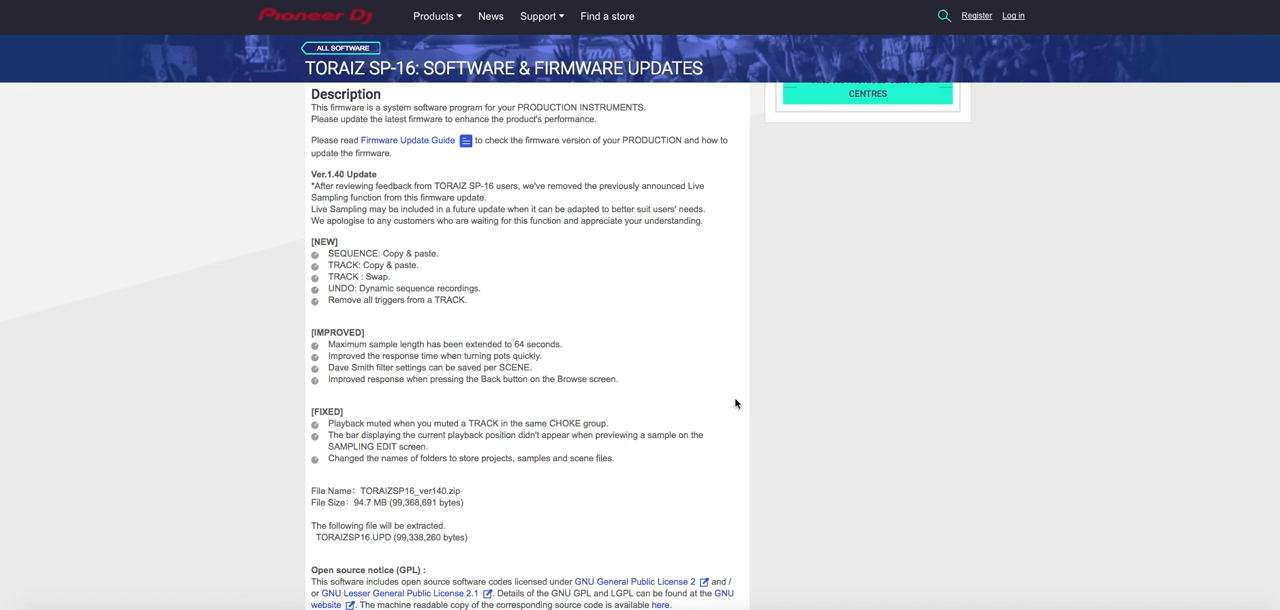 Pioneer Dj Products News Support Find a store Register Log in
ALL SOFTWARE
TORAIZ SP-16: SOFTWARE & FIRMWARE UPDATES
CENTRES
Description
This firmware is a system software program for your PRODUCTION INSTRUMENTS.
Please update the latest firmware to enhance the product's performance.
Please read Firmware Update Guide to check the firmware version of your PRODUCTION and how to
update the firmware.
Ver.1.40 Update
*After reviewing feedback from TORAIZ SP-16 users, we've removed the previously announced Live
Sampling function from this firmware update.
Live Sampling may be included in a future update when it can be adapted to better suit users' needs.
We apologise to any customers who are waiting for this function and appreciate your understanding.
[NEW]
SEQUENCE: Copy & paste.
TRACK: Copy & paste.
TRACK : Swap.
UNDO: Dynamic sequence recordings.
Remove all triggers from a TRACK.
[IMPROVED]
Maximum sample length has been extended to 64 seconds.
Improved the response time when turning pots quickly.
Dave Smith filter settings can be saved per SCENE.
Improved response when pressing the Back button on the Browse screen.
[FIXED]
Playback muted when you muted a TRACK in the same CHOKE group.
The bar displaying the current playback position didn't appear when previewing a sample on the
SAMPLING EDIT screen.
Changed the names of folders to store projects, samples and scene files.
File Name： TORAIZSP16_ver140.zip
File Size： 94.7 MB (99,368,691 bytes)
The following file will be extracted.
TORAIZSP16.UPD (99,338,260 bytes)
Open source notice (GPL) :
This software includes open source software codes licensed under GNU General Public License 2 and /
or GNU Lesser General Public License 2.1 . Details of the GNU GPL and LGPL can be found at the GNU
website . The machine readable copy of the corresponding source code is available here.